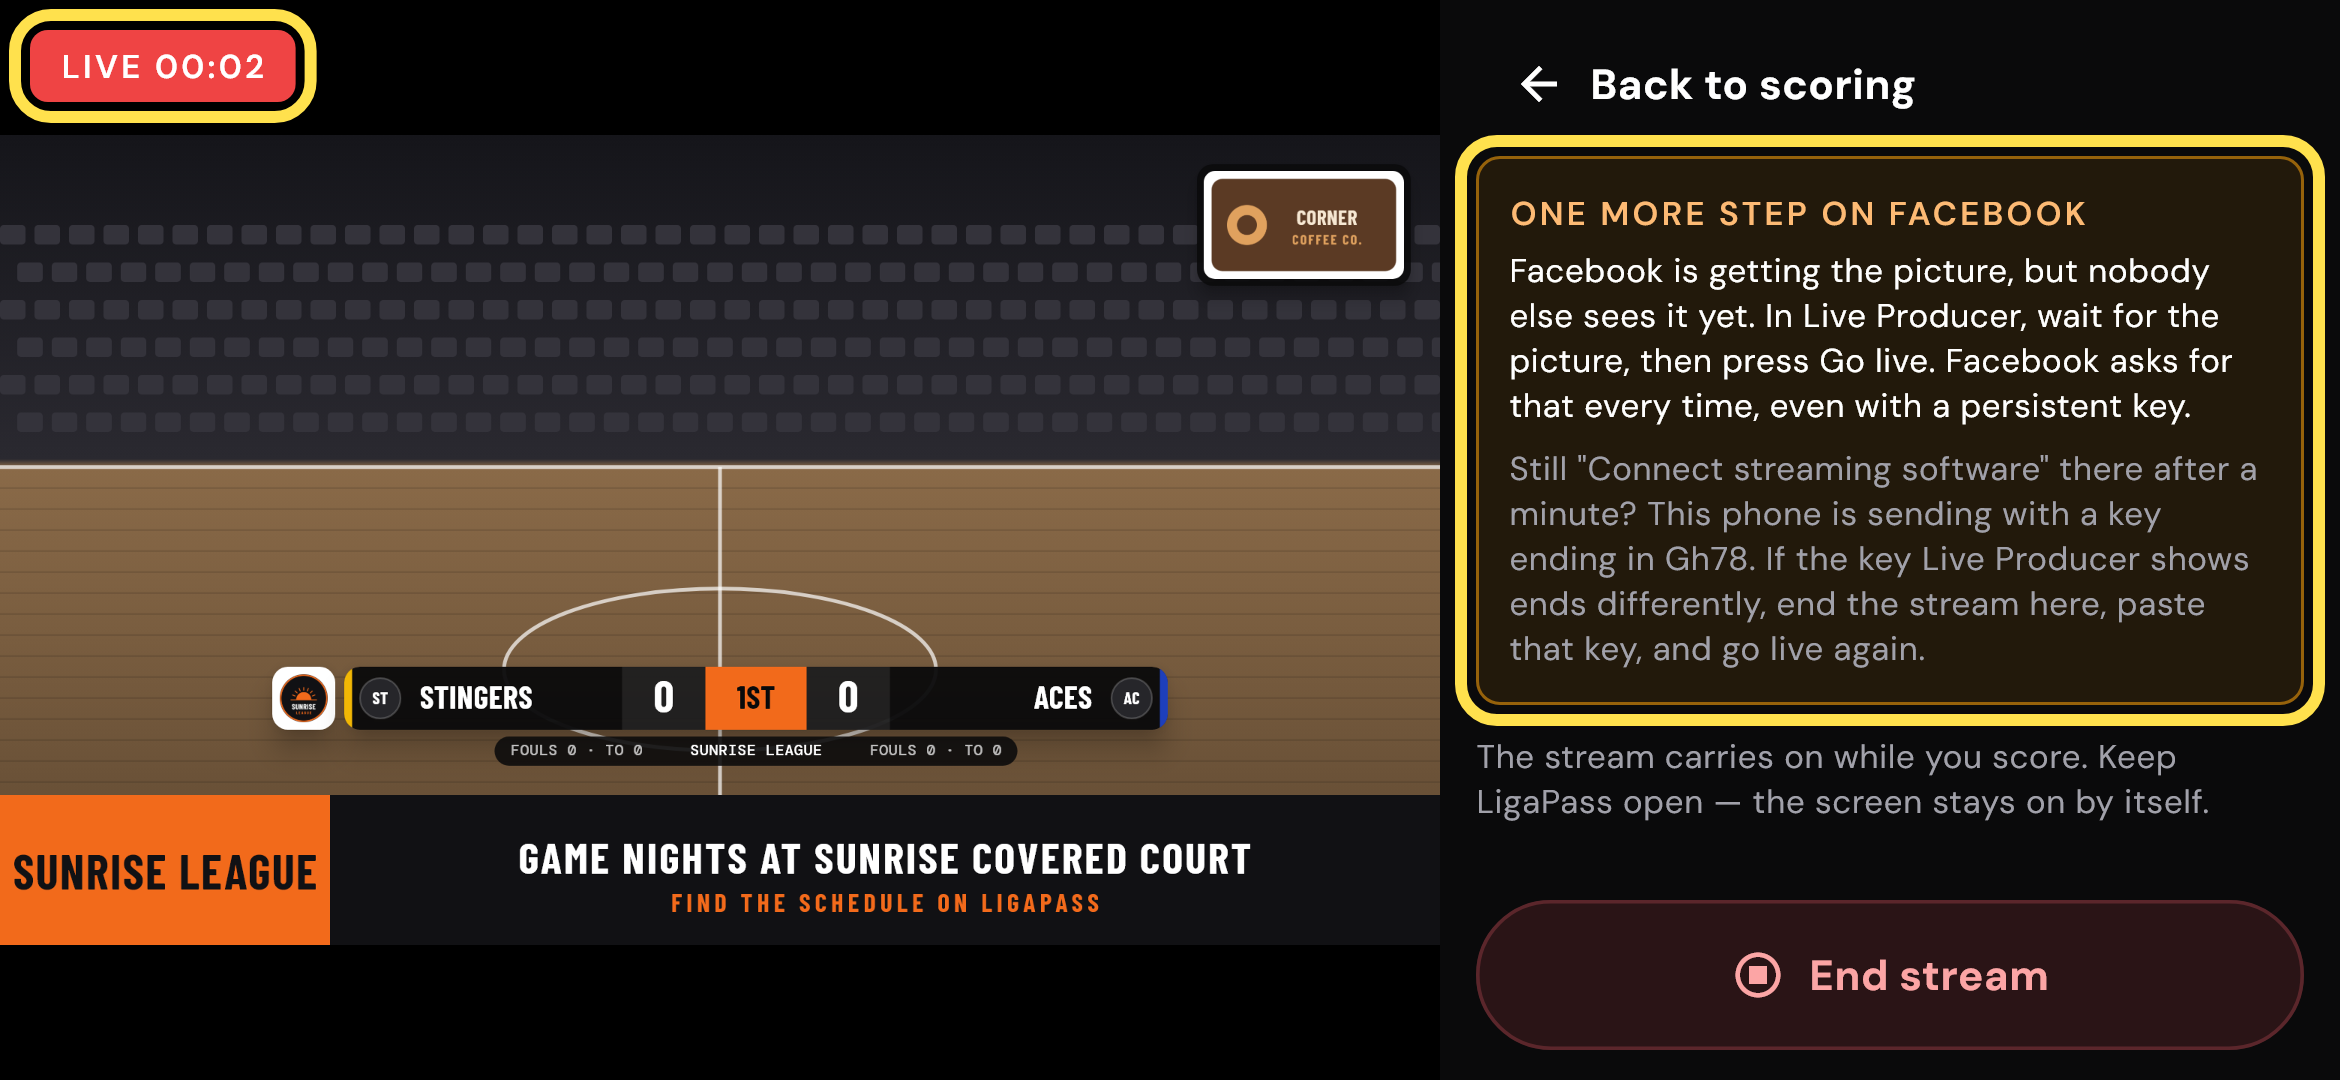 LIVE 00:02
CORNER
COFFEE CO.
SUNRISE
ST
STINGERS
0
1ST
0
ACES
AC
FOULS 0 · TO 0
SUNRISE LEAGUE
FOULS 0 · TO 0
SUNRISE LEAGUE
GAME NIGHTS AT SUNRISE COVERED COURT
FIND THE SCHEDULE ON LIGAPASS
Back to scoring
ONE MORE STEP ON FACEBOOK
Facebook is getting the picture, but nobody
else sees it yet. In Live Producer, wait for the
picture, then press Go live. Facebook asks for
that every time, even with a persistent key.
Still "Connect streaming software" there after a
minute? This phone is sending with a key
ending in Gh78. If the key Live Producer shows
ends differently, end the stream here, paste
that key, and go live again.
The stream carries on while you score. Keep
LigaPass open — the screen stays on by itself.
End stream